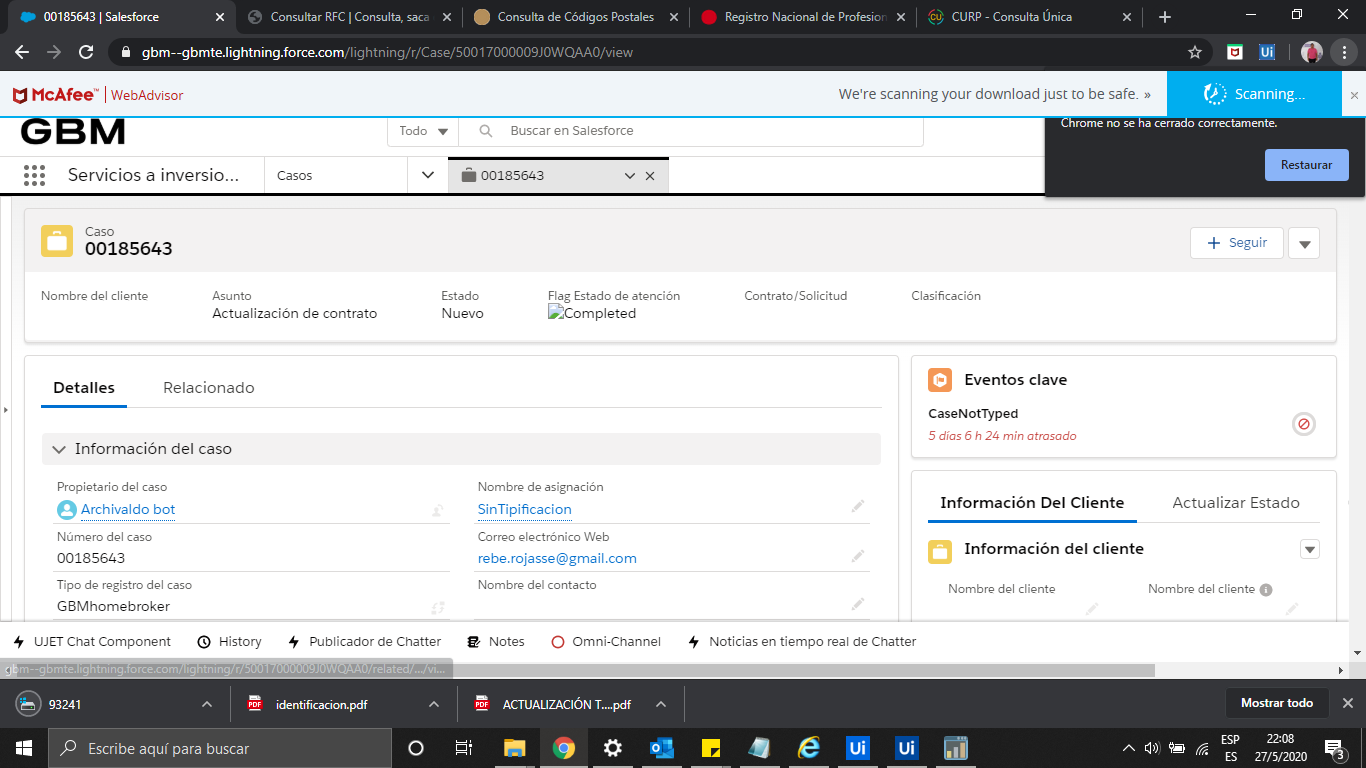 00185643 | Salesforce
Consultar RFC | Consulta, saca
Consulta de Códigos Postales
Registro Nacional de Profesion
CURP - Consulta Única
gbm--gbmte.lightning.force.com/lightning/r/Case/50017000009J0WQAA0/view
McAfee™ | WebAdvisor
We're scanning your download just to be safe. »
Scanning...
GBM
Todo
Buscar en Salesforce
Chrome no se ha cerrado correctamente.
Restaurar
Servicios a inversio...
Casos
00185643
Caso
00185643
Seguir
Nombre del cliente
Asunto
Actualización de contrato
Estado
Nuevo
Flag Estado de atención
Completed
Contrato/Solicitud
Clasificación
Detalles
Relacionado
Información del caso
Propietario del caso
Archivaldo bot
Nombre de asignación
SinTipificacion
Número del caso
00185643
Correo electrónico Web
rebe.rojasse@gmail.com
Tipo de registro del caso
GBMhomebroker
Nombre del contacto
Eventos clave
CaseNotTyped
5 días 6 h 24 min atrasado
Información Del Cliente
Actualizar Estado
Información del cliente
Nombre del cliente
Nombre del cliente
UJET Chat Component
History
Publicador de Chatter
Notes
Omni-Channel
Noticias en tiempo real de Chatter
gbm--gbmte.lightning.force.com/lightning/r/50017000009J0WQAA0/related/.../vi...
93241
identificacion.pdf
ACTUALIZACIÓN T....pdf
Mostrar todo
Escribe aquí para buscar
Ui
Ui
ESP
ES
22:08
27/5/2020
3